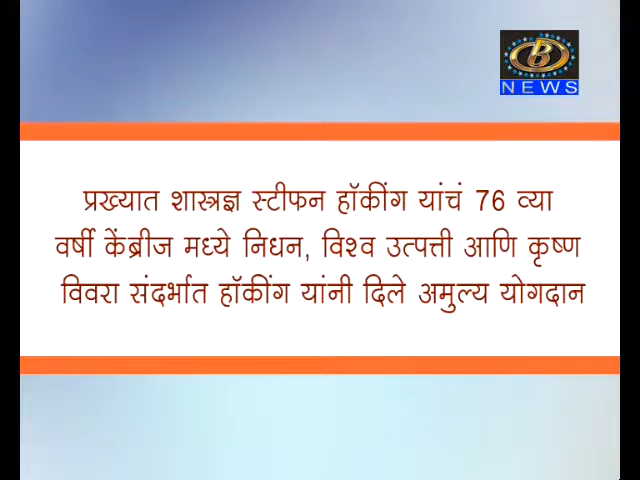 B
NEWS
प्रख्यात शास्त्रज्ञ स्टीफन हॉकींग यांचं 76 व्या
वर्षी केंब्रीज मध्ये निधन, विश्व उत्पत्ती आणि कृष्ण
विवरा संदर्भात हॉकींग यांनी दिले अमुल्य योगदान